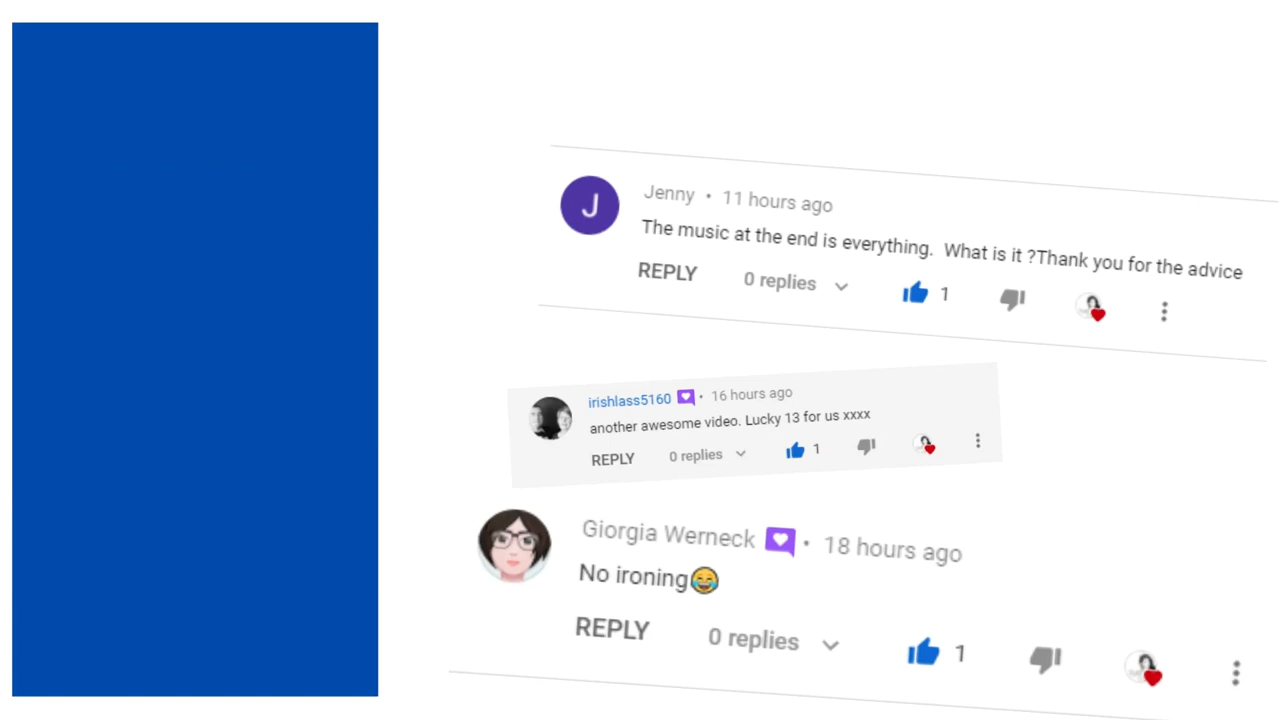 J
Jenny • 11 hours ago
The music at the end is everything.  What is it ?Thank you for the advice
REPLY 0 replies 1
irishlass5160 • 16 hours ago
another awesome video. Lucky 13 for us xxxx
REPLY 0 replies 1
Giorgia Werneck • 18 hours ago
No ironing😂
REPLY 0 replies 1